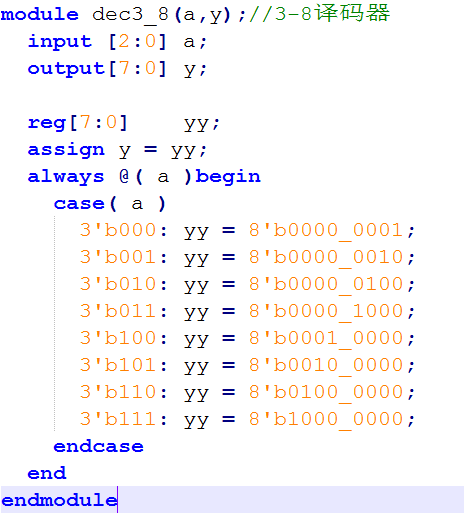 module dec3_8(a,y);//3-8译码器
  input [2:0] a;
  output[7:0] y;

  reg[7:0]    yy;
  assign y = yy;
  always @( a )begin
    case( a )
      3'b000: yy = 8'b0000_0001;
      3'b001: yy = 8'b0000_0010;
      3'b010: yy = 8'b0000_0100;
      3'b011: yy = 8'b0000_1000;
      3'b100: yy = 8'b0001_0000;
      3'b101: yy = 8'b0010_0000;
      3'b110: yy = 8'b0100_0000;
      3'b111: yy = 8'b1000_0000;
    endcase
  end
endmodule